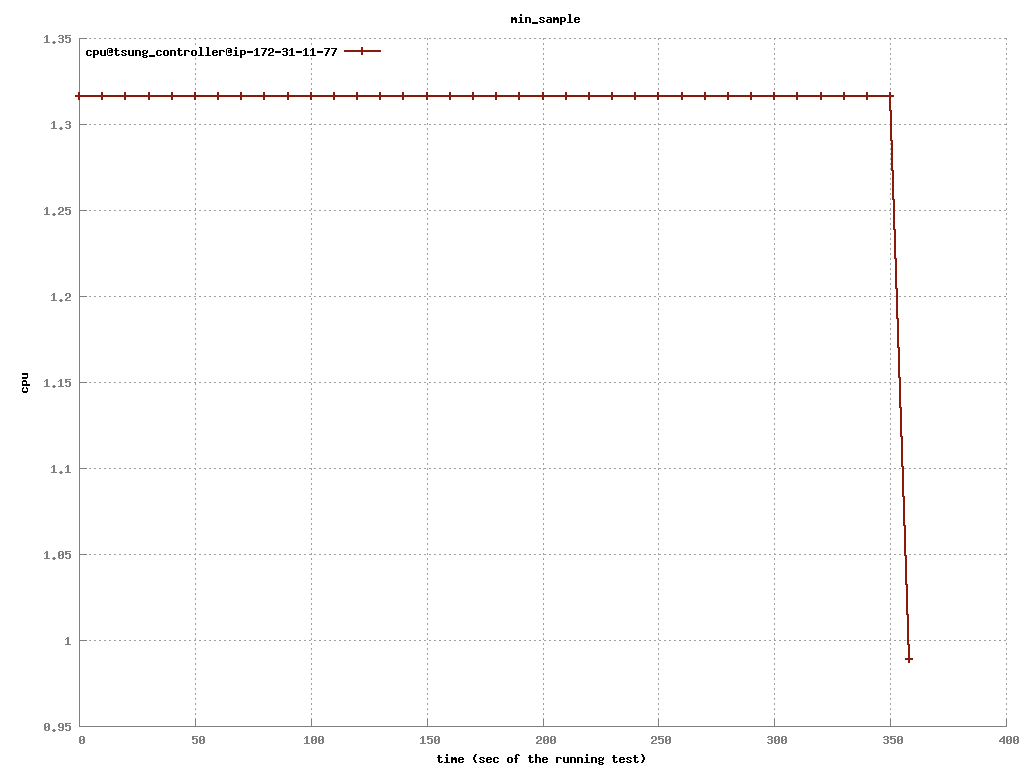 min_sample
1.35
cpu@tsung_controller@ip-172-31-11-77
1.3
1.25
1.2
cpu
1.15
1.1
1.05
1
0.95
0 50 100 150 200 250 300 350 400
time (sec of the running test)